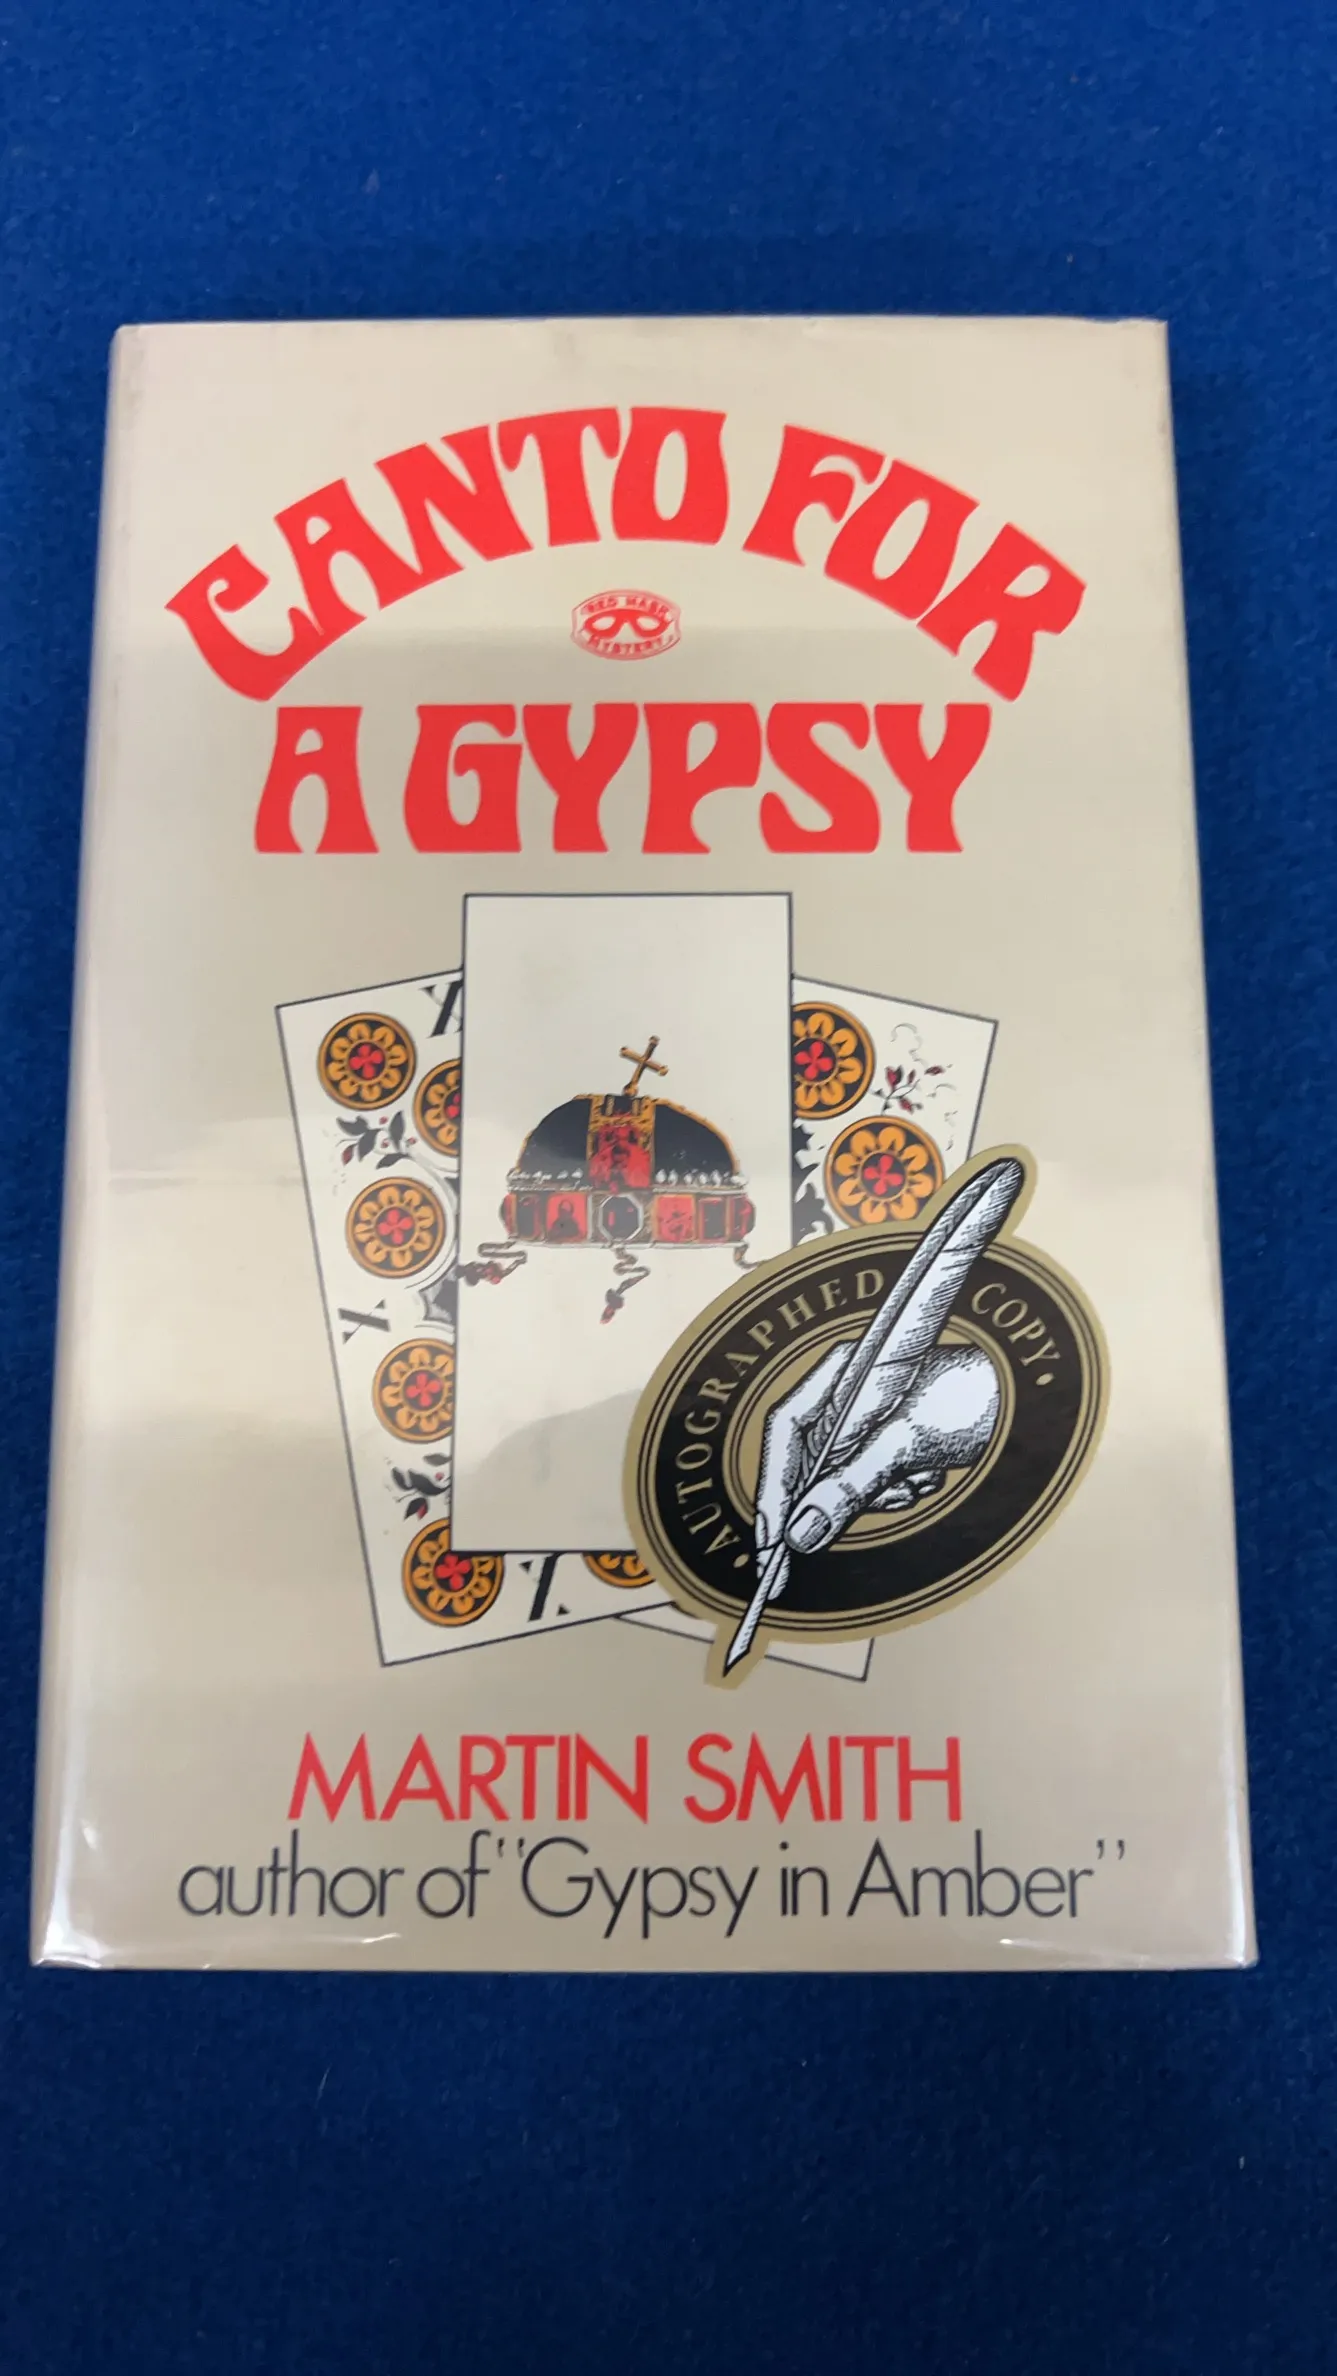 CANTO FOR
RED MASK
MYSTERY
A GYPSY
X
X
X
AUTOGRAPHED COPY
MARTIN SMITH
author of "Gypsy in Amber"